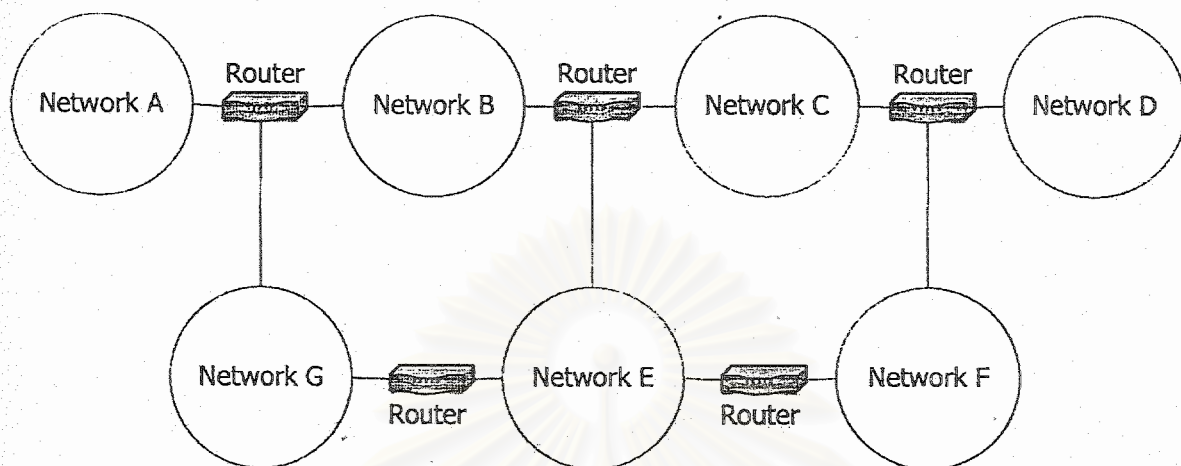 Router
Router
Router
Network A
Network B
Network C
Network D
Network G
Network E
Network F
Router
Router